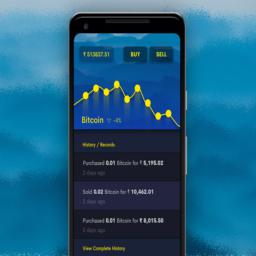 ₹ 513837.51 BUY SELL
Bitcoin ▽ -4%
History / Records
Purchased 0.01 Bitcoin for ₹ 5,195.02
2 days ago
Sold 0.02 Bitcoin for ₹ 10,462.01
3 days ago
Purchased 0.01 Bitcoin for ₹ 8,015.50
5 days ago
View Complete History